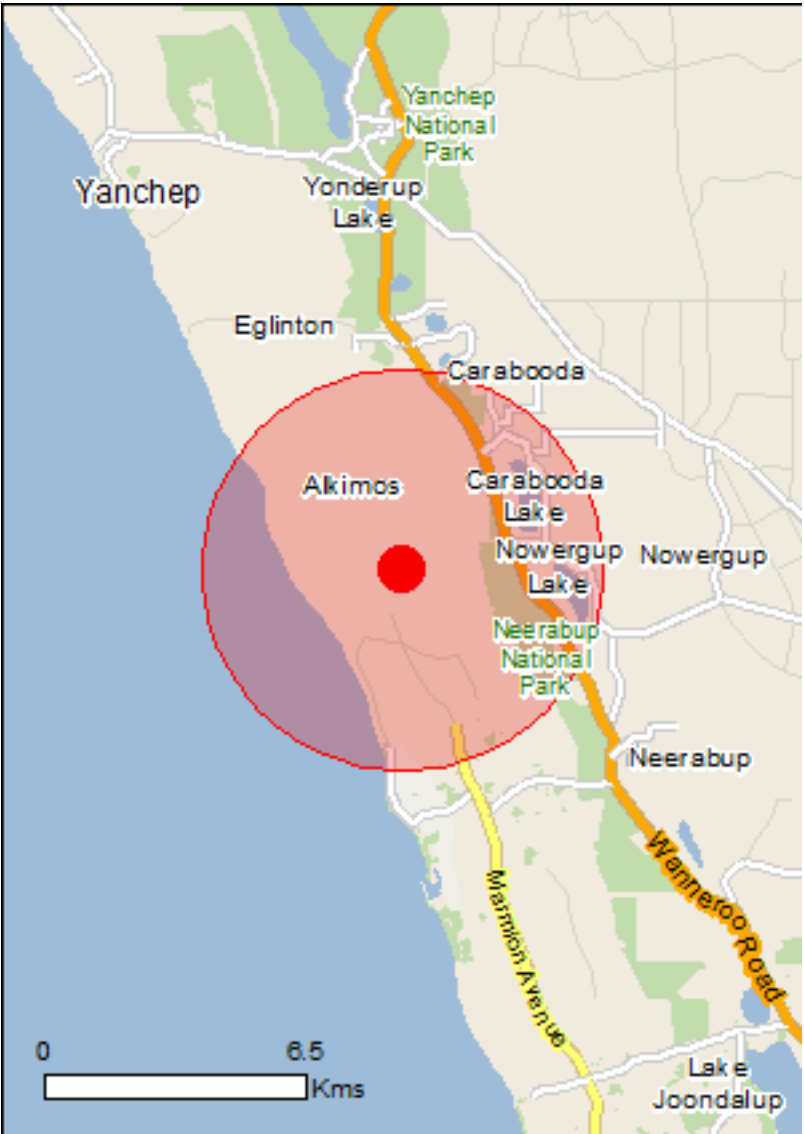 Yanchep
National
Park
Yanchep
Yonderup
Lake
Eglinton
Carabooda
Alkimos
Carabooda
Lake
Nowergup
Lake
Nowergup
Neerabup
National
Park
Neerabup
Wanneroo Road
Marmion Avenue
0 6.5
Kms
Lake
Joondalup